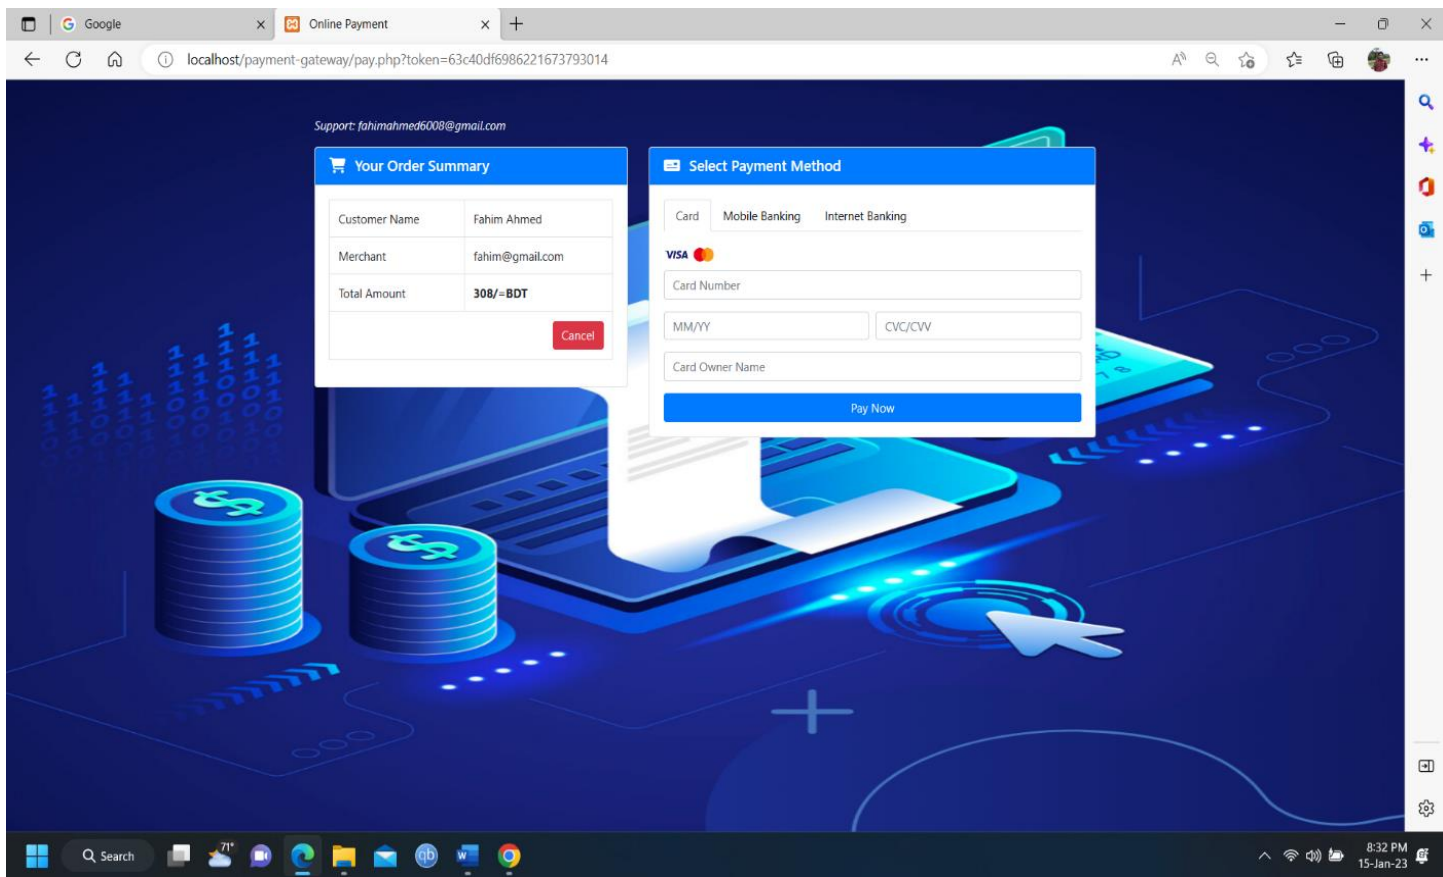 Google
Online Payment
localhost/payment-gateway/pay.php?token=63c40df6986221673793014
Support: fahimahmed6008@gmail.com
Your Order Summary
Customer Name Fahim Ahmed
Merchant fahim@gmail.com
Total Amount 308/=BDT
Cancel
Select Payment Method
Card Mobile Banking Internet Banking
VISA
Card Number
MM/YY CVC/CVV
Card Owner Name
Pay Now
Search
71°
qb
8:32 PM
15-Jan-23